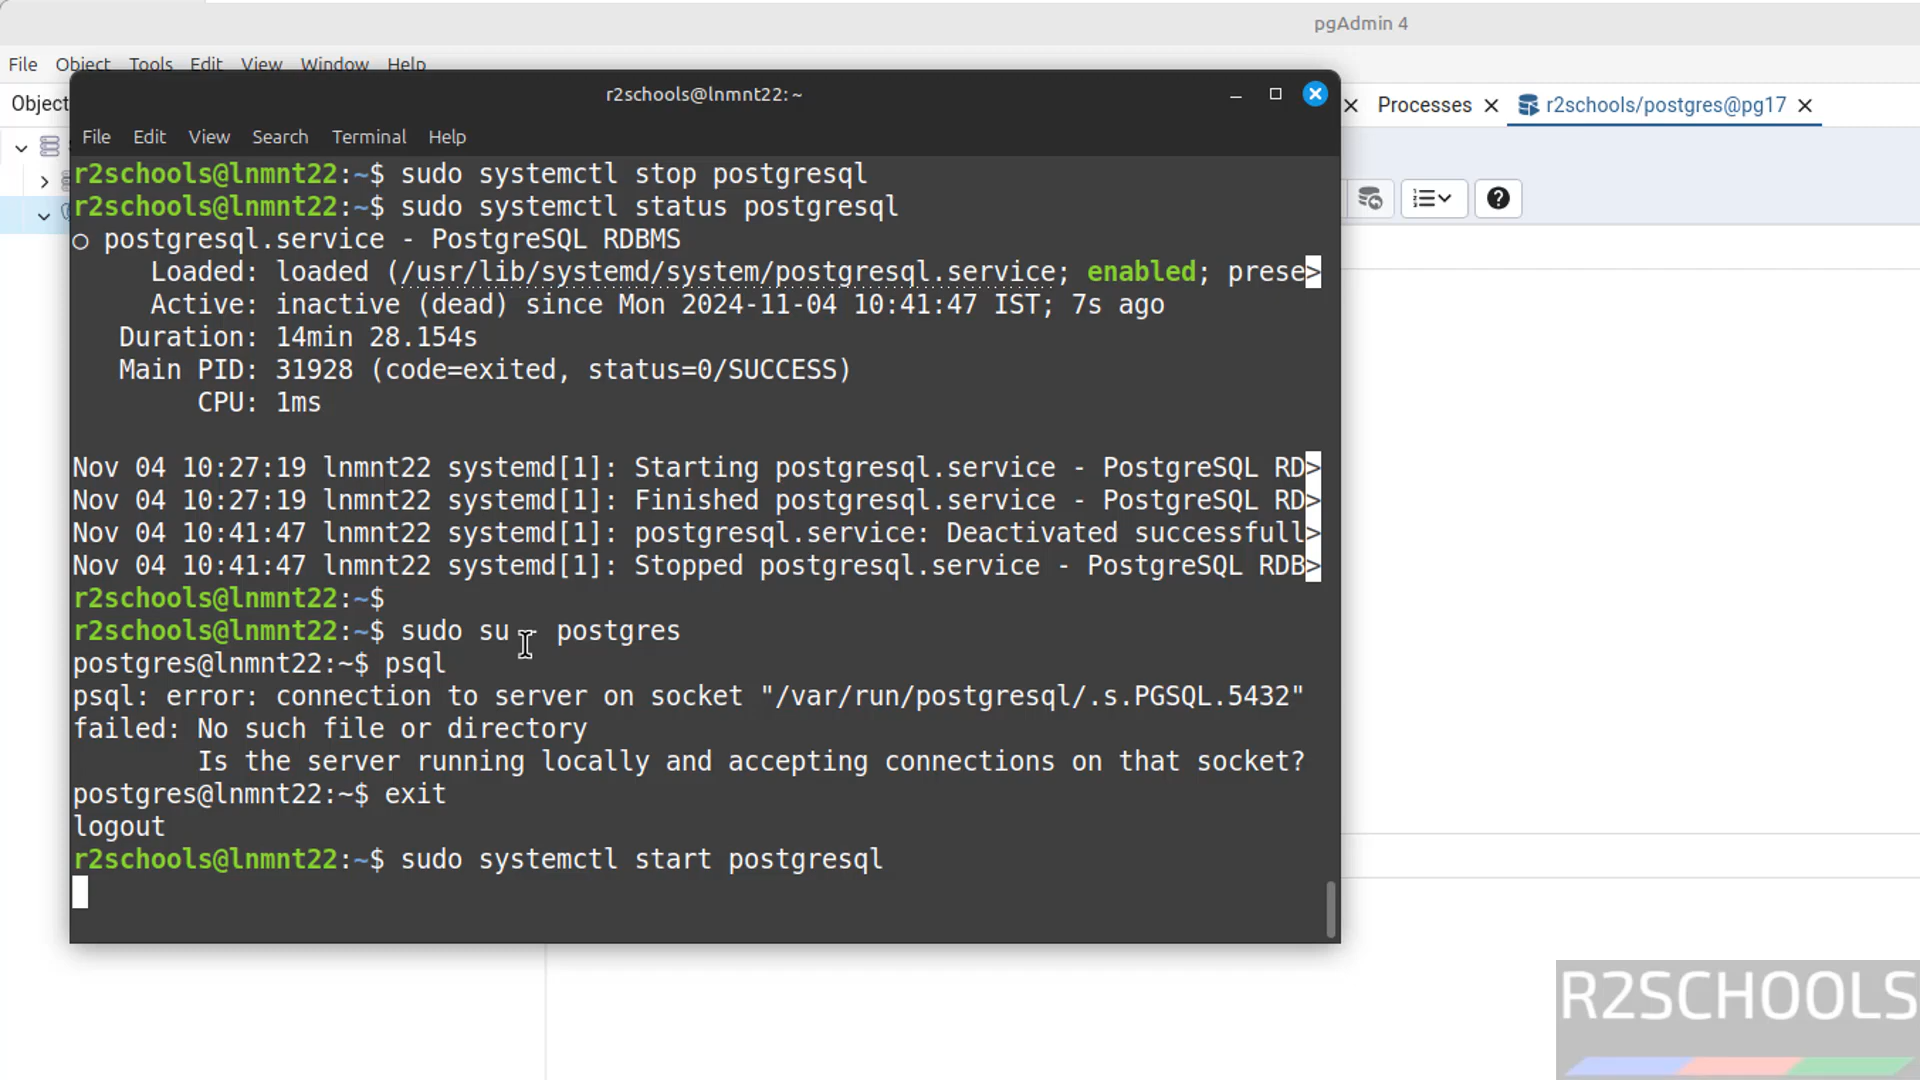 pgAdmin 4
File Object Tools Edit View Window Help
Object
Processes
r2schools/postgres@pg17
r2schools@lnmnt22: ~
File Edit View Search Terminal Help
r2schools@lnmnt22:~$ sudo systemctl stop postgresql
r2schools@lnmnt22:~$ sudo systemctl status postgresql
○ postgresql.service - PostgreSQL RDBMS
     Loaded: loaded (/usr/lib/systemd/system/postgresql.service; enabled; prese>
     Active: inactive (dead) since Mon 2024-11-04 10:41:47 IST; 7s ago
   Duration: 14min 28.154s
   Main PID: 31928 (code=exited, status=0/SUCCESS)
        CPU: 1ms
Nov 04 10:27:19 lnmnt22 systemd[1]: Starting postgresql.service - PostgreSQL RD>
Nov 04 10:27:19 lnmnt22 systemd[1]: Finished postgresql.service - PostgreSQL RD>
Nov 04 10:41:47 lnmnt22 systemd[1]: postgresql.service: Deactivated successfull>
Nov 04 10:41:47 lnmnt22 systemd[1]: Stopped postgresql.service - PostgreSQL RDB>
r2schools@lnmnt22:~$
r2schools@lnmnt22:~$ sudo su - postgres
postgres@lnmnt22:~$ psql
psql: error: connection to server on socket "/var/run/postgresql/.s.PGSQL.5432"
failed: No such file or directory
        Is the server running locally and accepting connections on that socket?
postgres@lnmnt22:~$ exit
logout
r2schools@lnmnt22:~$ sudo systemctl start postgresql
R2SCHOOLS